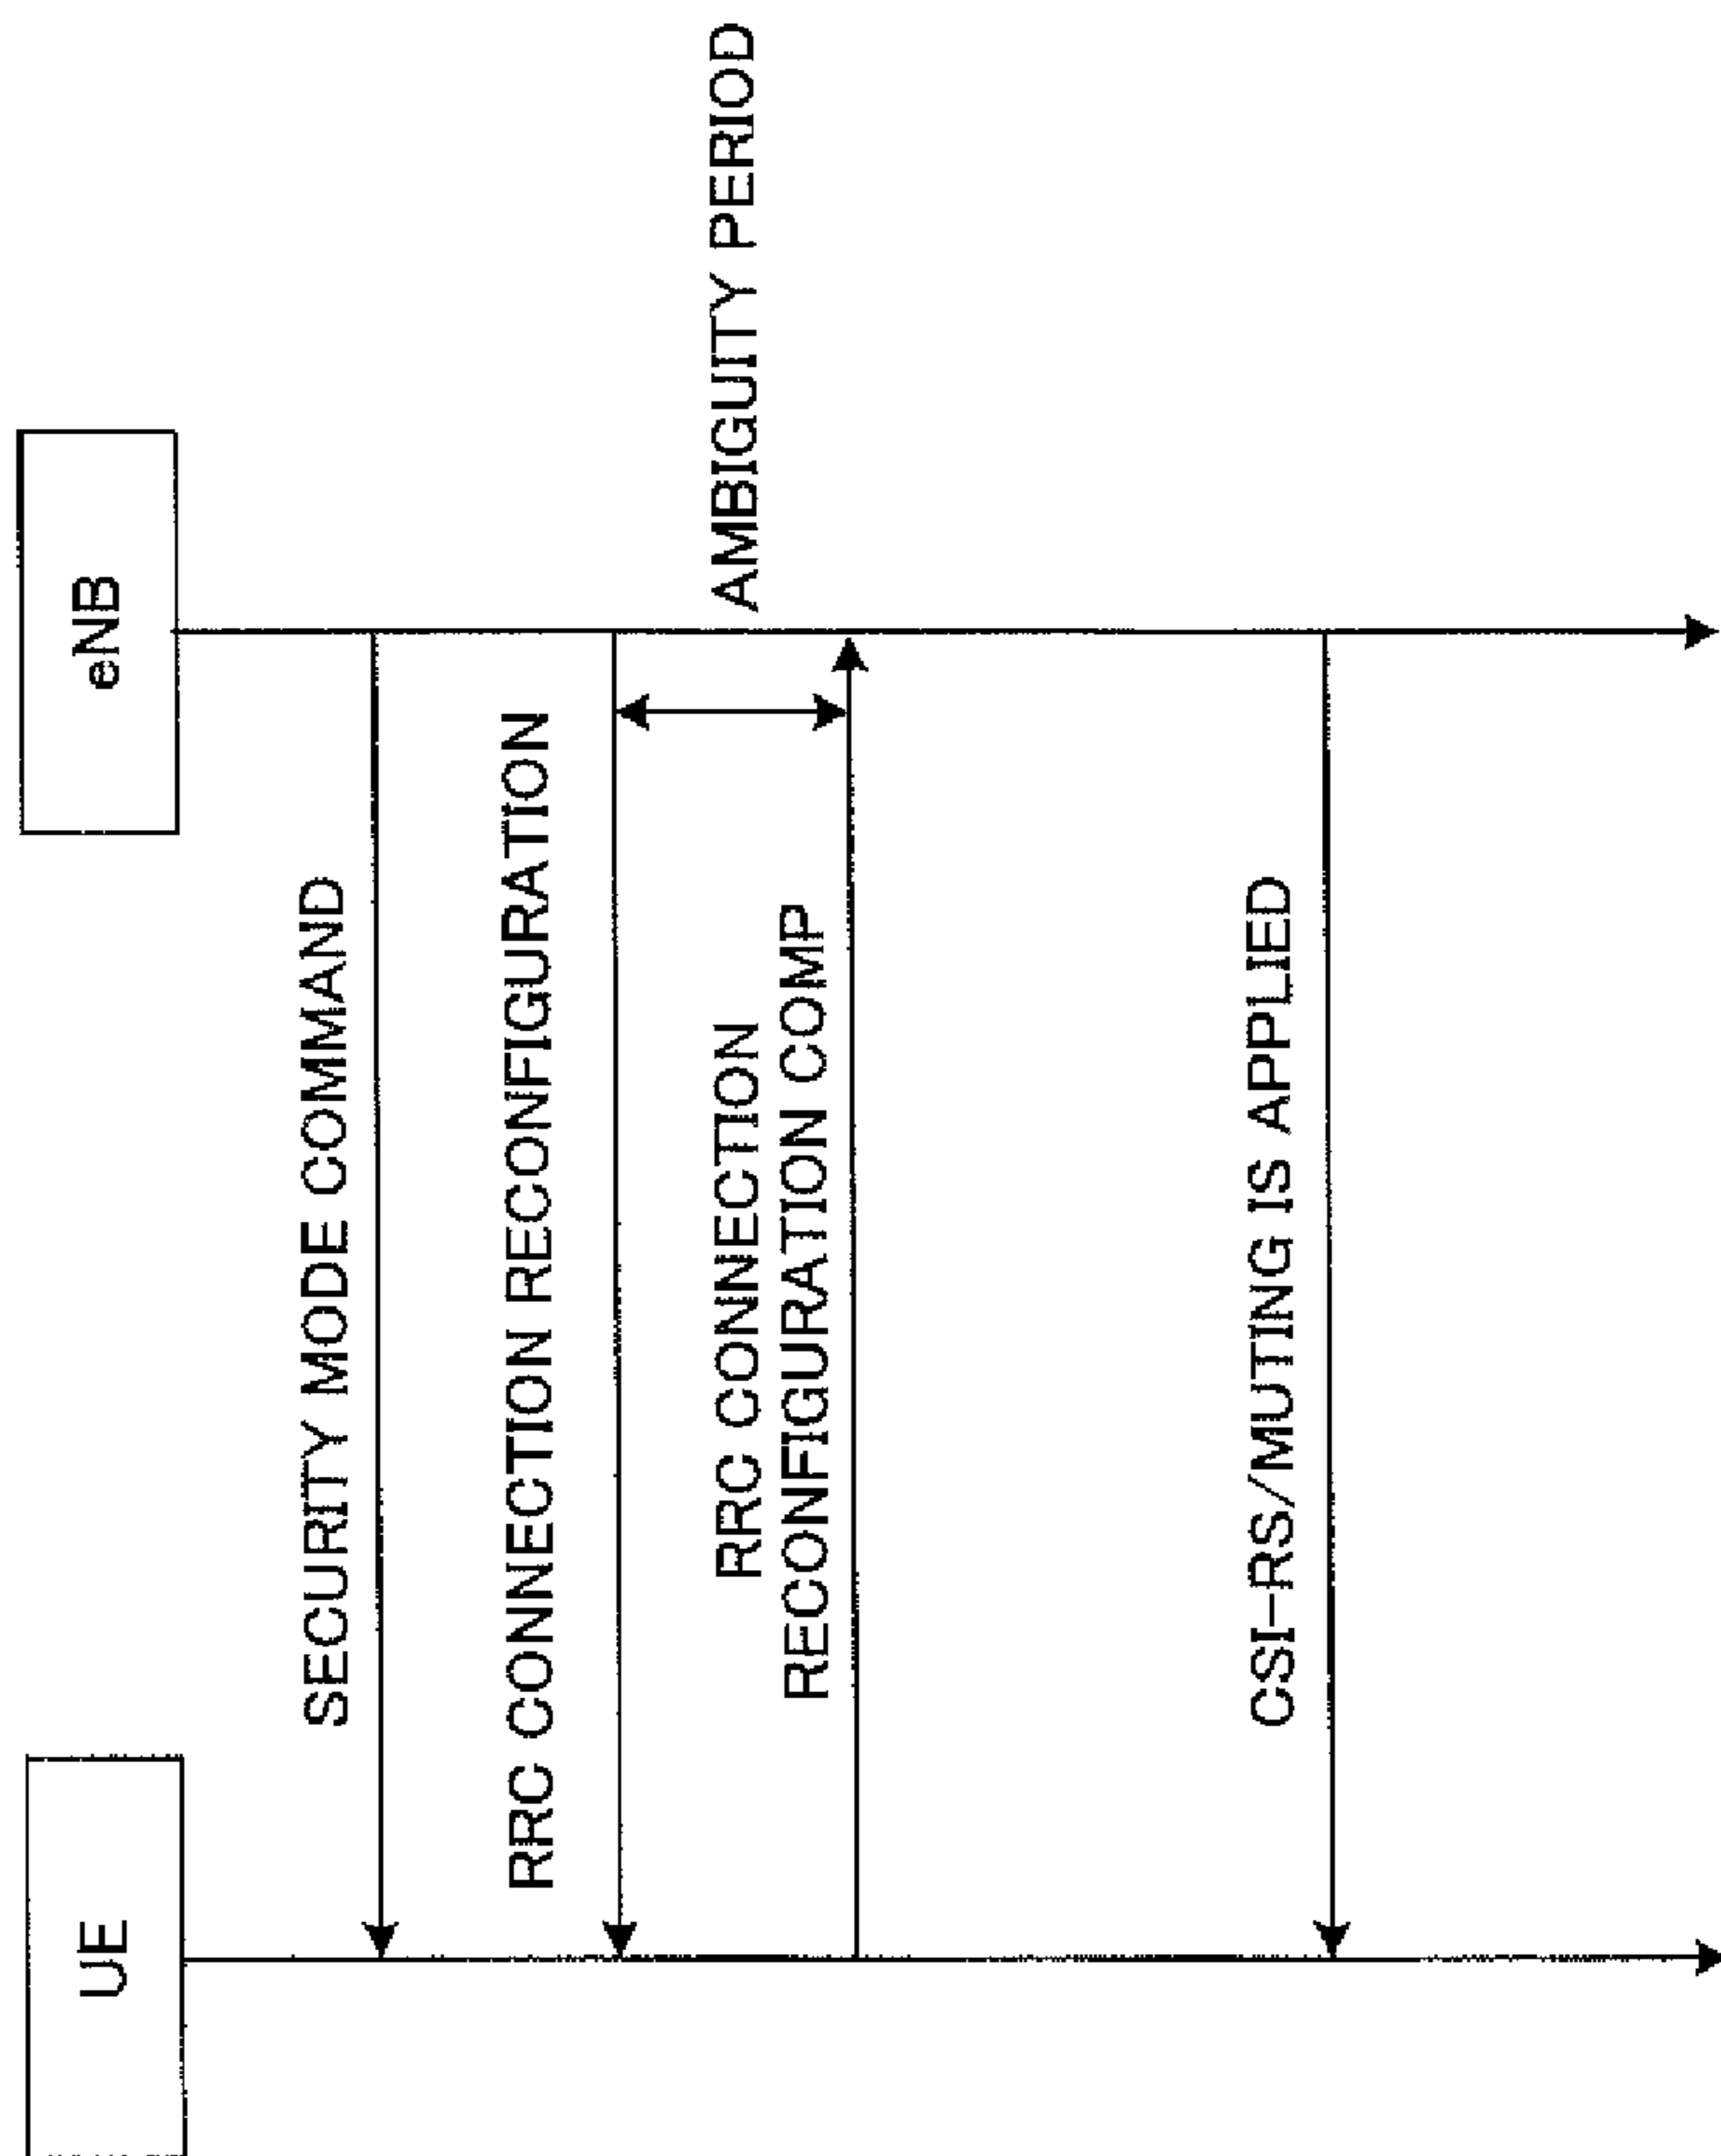 UE
eNB
SECURITY MODE COMMAND
RRC CONNECTION RECONFIGURATION
AMBIGUITY PERIOD
RRC CONNECTION
RECONFIGURATION COMP
CSI-RS/MUTING IS APPLIED